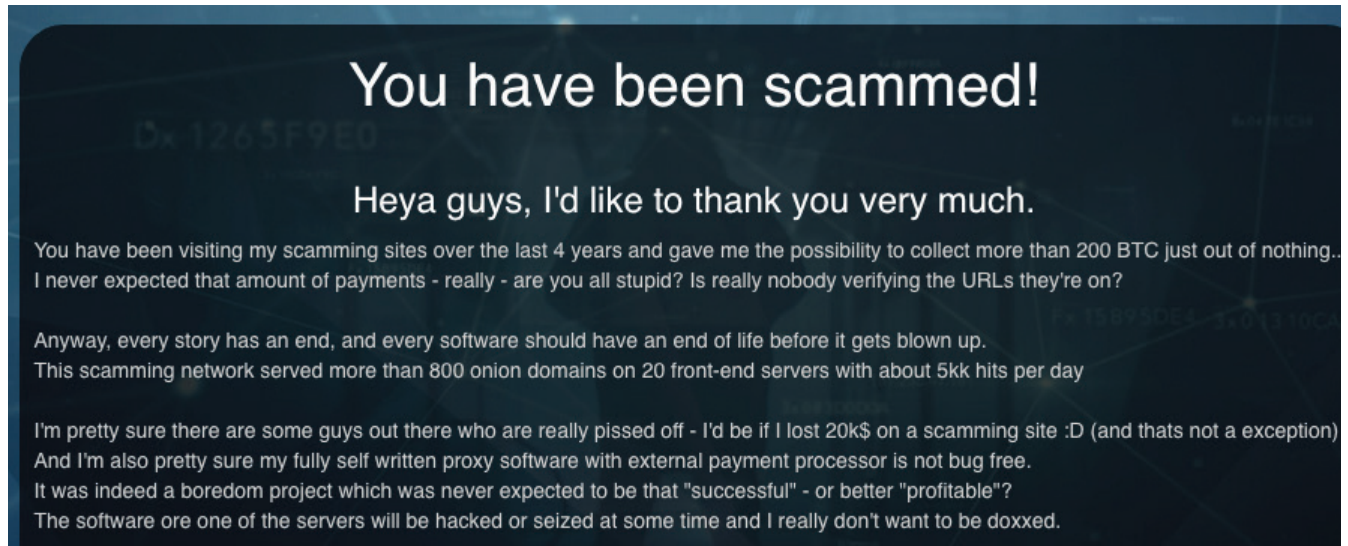 You have been scammed!
Dx 1265F9E0
Heya guys, I'd like to thank you very much.
You have been visiting my scamming sites over the last 4 years and gave me the possibility to collect more than 200 BTC just out of nothing..
I never expected that amount of payments - really - are you all stupid? Is really nobody verifying the URLs they're on?
Anyway, every story has an end, and every software should have an end of life before it gets blown up.
This scamming network served more than 800 onion domains on 20 front-end servers with about 5kk hits per day
I'm pretty sure there are some guys out there who are really pissed off - I'd be if I lost 20k$ on a scamming site :D (and thats not a exception)
And I'm also pretty sure my fully self written proxy software with external payment processor is not bug free.
It was indeed a boredom project which was never expected to be that "successful" - or better "profitable"?
The software ore one of the servers will be hacked or seized at some time and I really don't want to be doxxed.